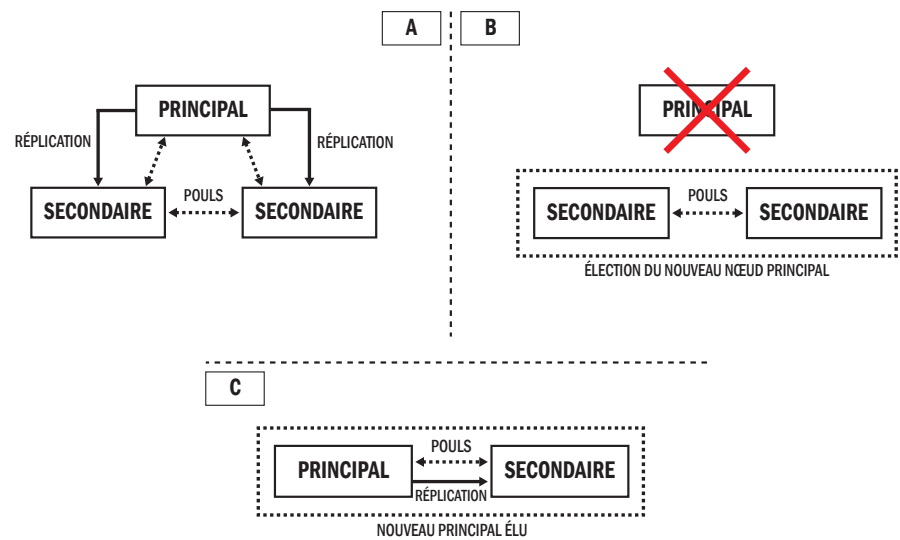 A
B
PRINCIPAL
RÉPLICATION
RÉPLICATION
POULS
SECONDAIRE
SECONDAIRE
PRINCIPAL
POULS
SECONDAIRE
SECONDAIRE
ÉLECTION DU NOUVEAU NŒUD PRINCIPAL
C
POULS
PRINCIPAL
SECONDAIRE
RÉPLICATION
NOUVEAU PRINCIPAL ÉLU